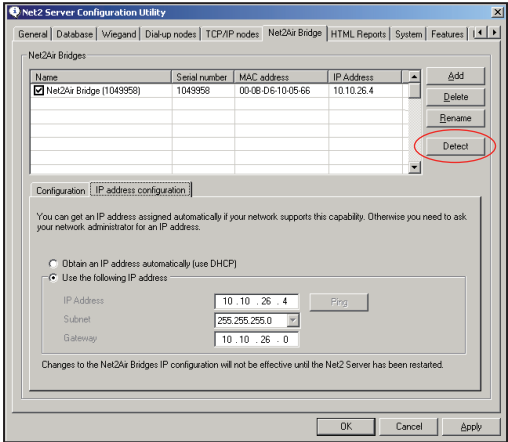 Net2 Server Configuration Utility
General Database Wiegand Dial-up nodes TCP/IP nodes Net2Air Bridge HTML Reports System Features
Net2Air Bridges
Name Serial number MAC address IP Address
Net2Air Bridge (1049958) 1049958 00-0B-D6-10-05-66 10.10.26.4
Add
Delete
Rename
Detect
Configuration IP address configuration
You can get an IP address assigned automatically if your network supports this capability. Otherwise you need to ask
your network administrator for an IP address.
Obtain an IP address automatically (use DHCP)
Use the following IP address
IP Address 10 . 10 . 26 . 4 Ping
Subnet 255.255.255.0
Gateway 10 . 10 . 26 . 0
Changes to the Net2Air Bridges IP configuration will not be effective until the Net2 Server has been restarted.
OK Cancel Apply